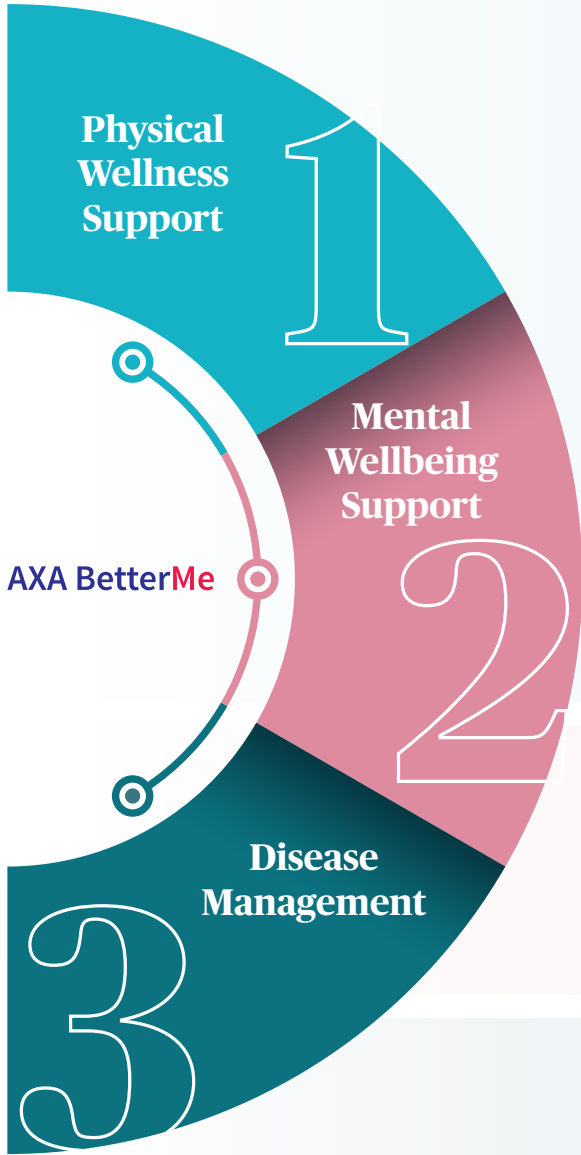 Physical
Wellness
Support
1
Mental
Wellbeing
Support
2
AXA BetterMe
Disease
Management
3